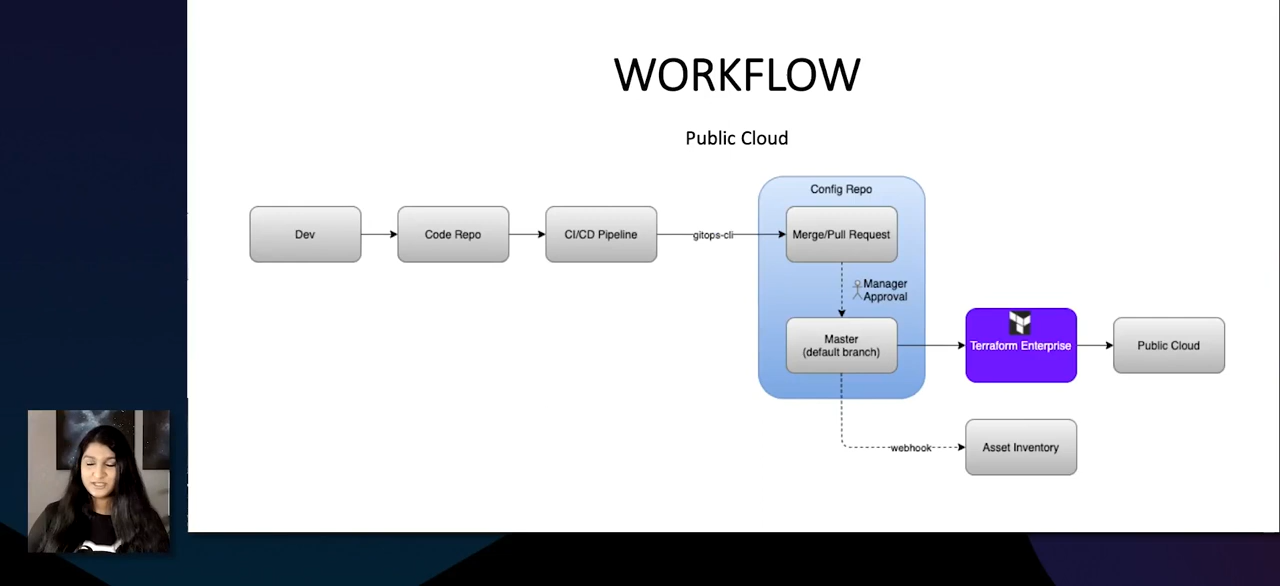 WORKFLOW
Public Cloud
Config Repo
Dev
Code Repo
CI/CD Pipeline
gitops-cli
Merge/Pull Request
Manager
Approval
Master
(default branch)
Terraform Enterprise
Public Cloud
webhook
Asset Inventory